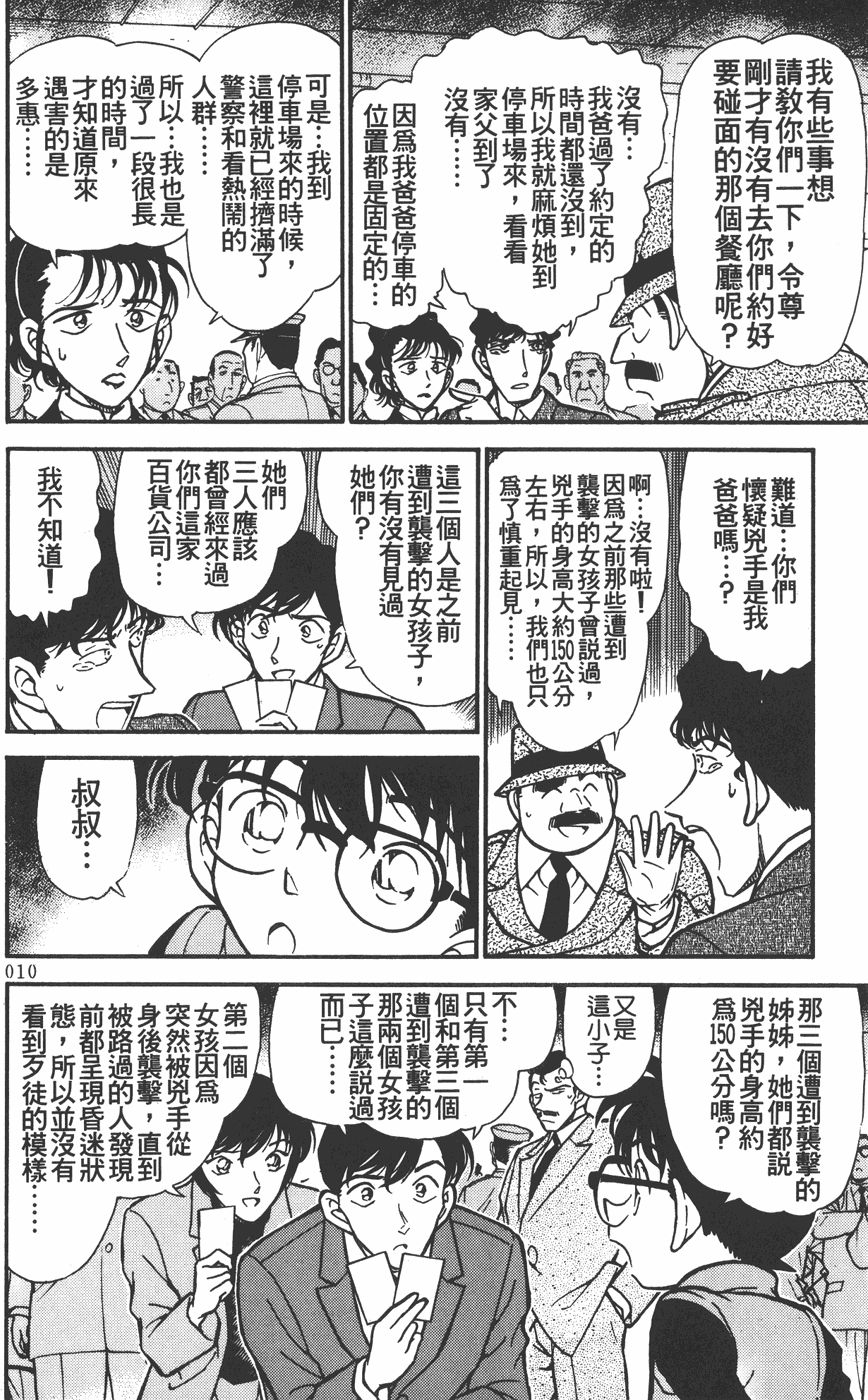 我有些事想
請教你們一下，令尊
剛才有沒有去你們約好
要碰面的那個餐廳呢？
沒有…
我爸過了約定的
時間都還沒到，
所以我就麻煩她到
停車場來，看看
家父到了
沒有……
因為我爸爸停車的
位置都是固定的…
可是…我到
停車場來的時候，
這裡就已經擠滿了
警察和看熱鬧的
人群……
所以…我也是
過了一段很長
的時間，
才知道原來
遇害的是
多惠……
難道…你們
懷疑兇手是我
爸爸嗎…？
啊…沒有啦！
因為之前那些遭到
襲擊的女孩子曾說過，
兇手的身高大約150公分
左右，所以，我們也只
為了慎重起見……
這三個人是之前
遭到襲擊的女孩子，
你有沒有見過
她們？
她們
三人應該
都曾經來過
你們這家
百貨公司…
我不知道！
叔叔…
010
那三個遭到襲擊的
姊姊，她們都說
兇手的身高約
為150公分嗎？
又是
這小子…
不…
只有第一
個和第三個
遭到襲擊的
那兩個女孩
子這麼說過
而已……
第二個
女孩因為
突然被兇手從
身後襲擊，直到
被路過的人發現
前都呈現昏迷狀
態，所以並沒有
看到歹徒的模樣……